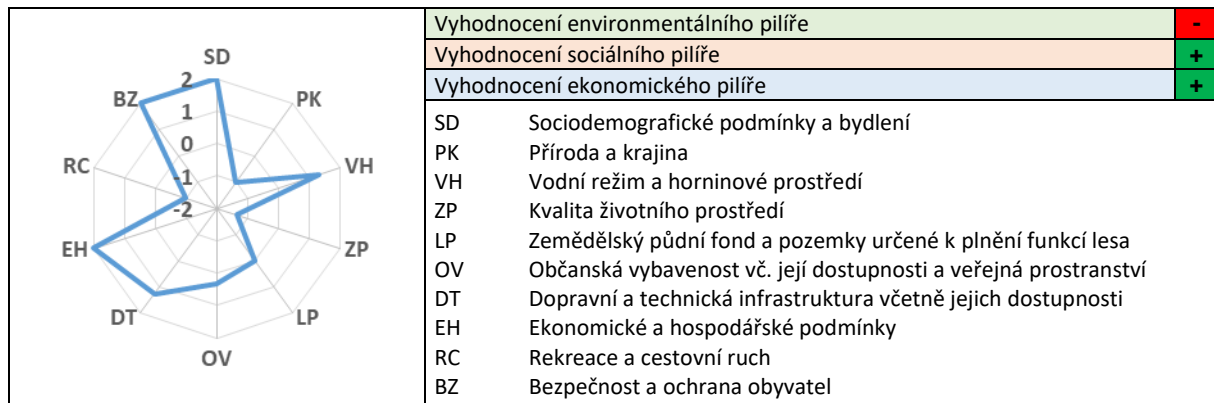 SD
PK
VH
ZP
LP
OV
DT
EH
RC
BZ
2
1
0
-1
-2
Vyhodnocení environmentálního pilíře -
Vyhodnocení sociálního pilíře +
Vyhodnocení ekonomického pilíře +
SD Sociodemografické podmínky a bydlení
PK Příroda a krajina
VH Vodní režim a horninové prostředí
ZP Kvalita životního prostředí
LP Zemědělský půdní fond a pozemky určené k plnění funkcí lesa
OV Občanská vybavenost vč. její dostupnosti a veřejná prostranství
DT Dopravní a technická infrastruktura včetně jejich dostupnosti
EH Ekonomické a hospodářské podmínky
RC Rekreace a cestovní ruch
BZ Bezpečnost a ochrana obyvatel